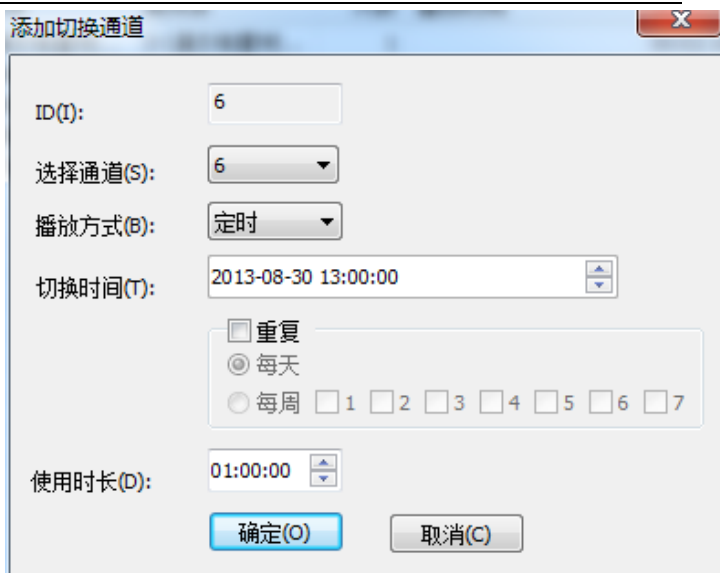 添加切换通道
ID(I): 6
选择通道(S): 6
播放方式(B): 定时
切换时间(T): 2013-08-30 13:00:00
重复
每天
每周 1 2 3 4 5 6 7
使用时长(D): 01:00:00
确定(O) 取消(C)